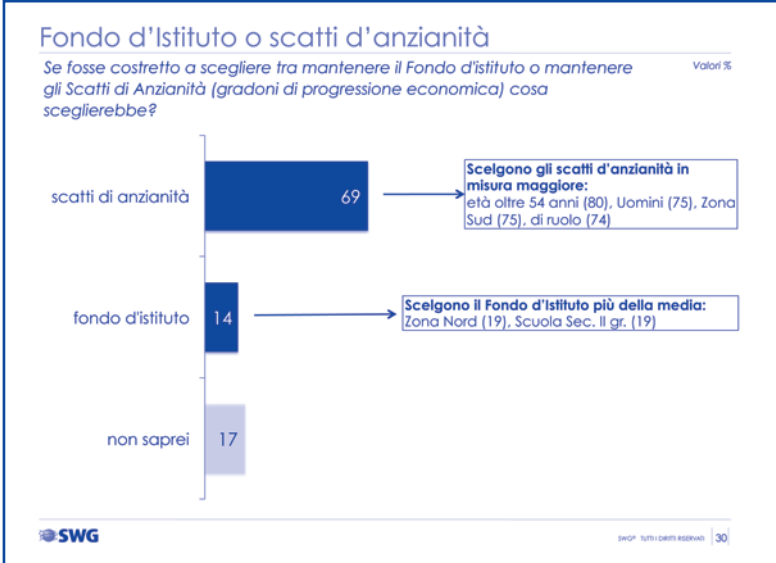 Fondo d'Istituto o scatti d'anzianità
Se fosse costretto a scegliere tra mantenere il Fondo d'istituto o mantenere
gli Scatti di Anzianità (gradoni di progressione economica) cosa
sceglierebbe?
Valori %
scatti di anzianità
69
Scelgono gli scatti d'anzianità in
misura maggiore:
età oltre 54 anni (80), Uomini (75), Zona
Sud (75), di ruolo (74)
fondo d'istituto
14
Scelgono il Fondo d'Istituto più della media:
Zona Nord (19), Scuola Sec. II gr. (19)
non saprei
17
SWG
SWG® TUTTI I DIRITTI RISERVATI
30